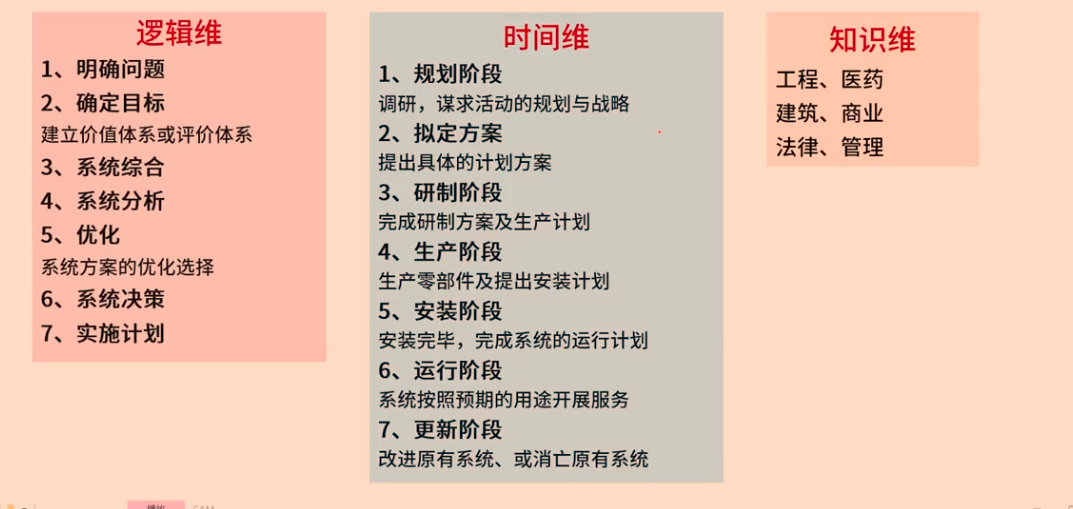 逻辑维
1、明确问题
2、确定目标
建立价值体系或评价体系
3、系统综合
4、系统分析
5、优化
系统方案的优化选择
6、系统决策
7、实施计划
时间维
1、规划阶段
调研，谋求活动的规划与战略
2、拟定方案
提出具体的计划方案
3、研制阶段
完成研制方案及生产计划
4、生产阶段
生产零部件及提出安装计划
5、安装阶段
安装完毕，完成系统的运行计划
6、运行阶段
系统按照预期的用途开展服务
7、更新阶段
改进原有系统、或消亡原有系统
知识维
工程、医药
建筑、商业
法律、管理